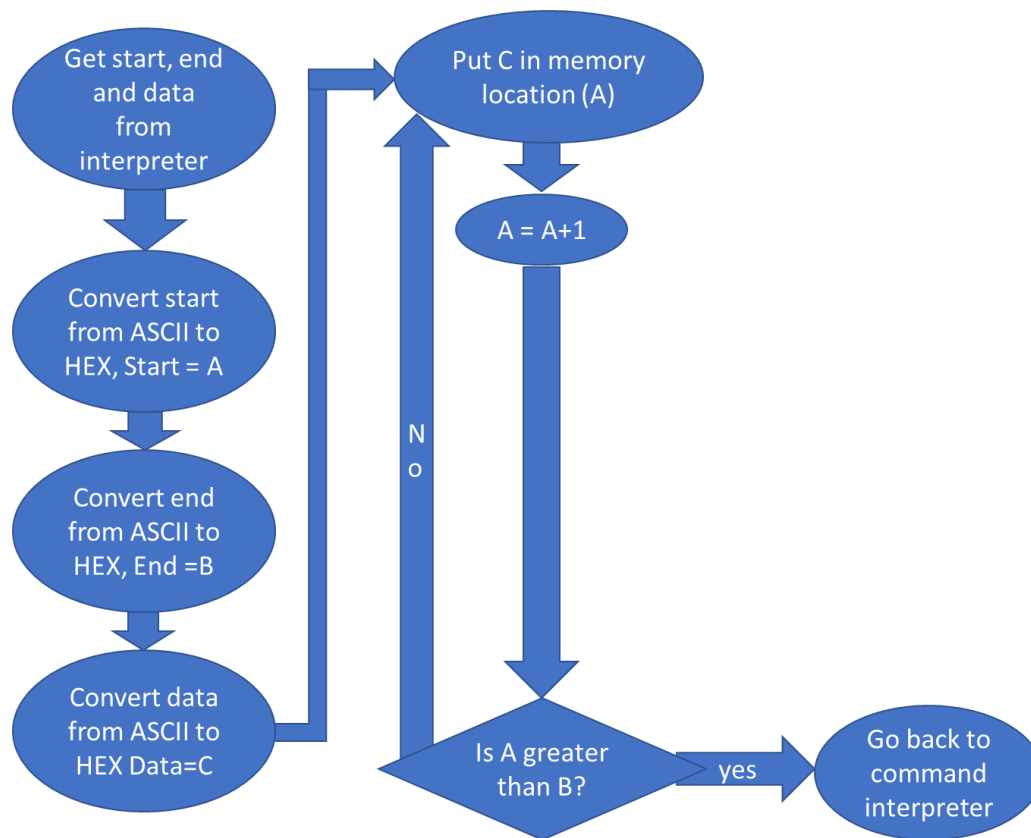 Get start, end
and data
from
interpreter
Convert start
from ASCII to
HEX, Start = A
Convert end
from ASCII to
HEX, End =B
Convert data
from ASCII to
HEX Data=C
Put C in memory
location (A)
A = A+1
N
o
Is A greater
than B?
yes
Go back to
command
interpreter